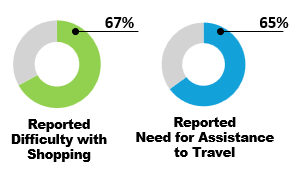 67%
Reported
Difficulty with
Shopping
65%
Reported
Need for Assistance
to Travel